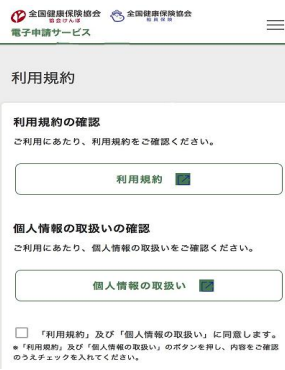 全国健康保険協会
協会けんぽ
全国健康保険協会
船員保険
電子申請サービス
利用規約
利用規約の確認
ご利用にあたり、利用規約をご確認ください。
利用規約
個人情報の取扱いの確認
ご利用にあたり、個人情報の取扱いをご確認ください。
個人情報の取扱い
「利用規約」及び「個人情報の取扱い」に同意します。
※「利用規約」及び「個人情報の取扱い」のボタンを押し、内容をご確認
のうえチェックを入れてください。